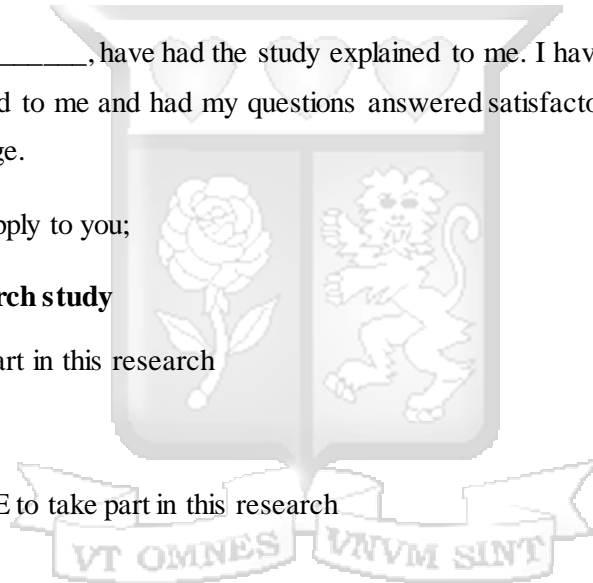 ______, have had the study explained to me. I hav
d to me and had my questions answered satisfacto
ge.
pply to you;
rch study
art in this research
E to take part in this research
VT OMNES VNVM SINT